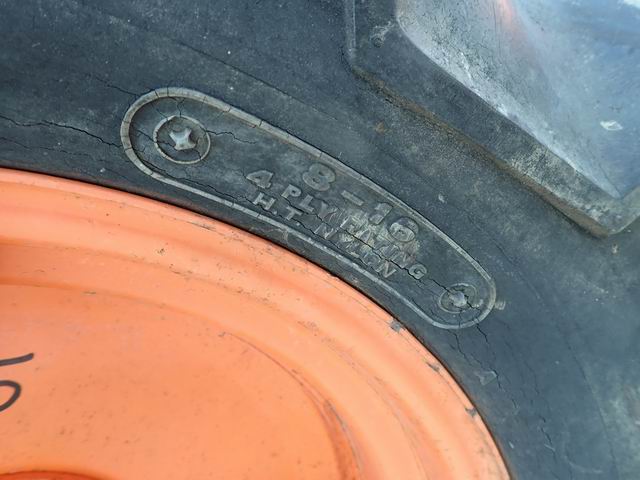 8-16
4 PLY RATING
H.T. NYLON